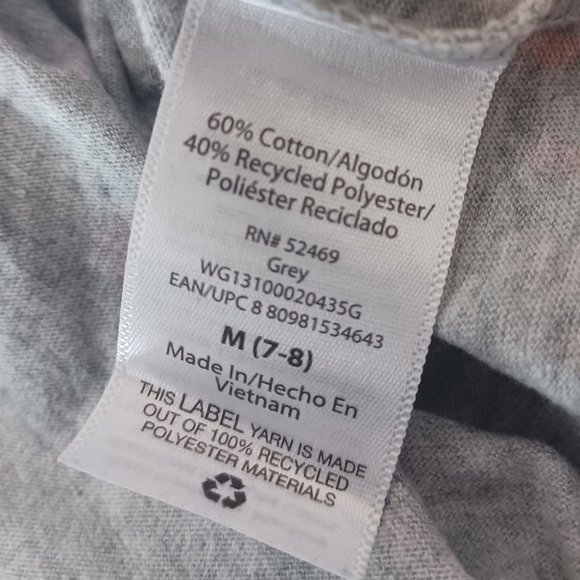 60% Cotton/Algodón
40% Recycled Polyester/
Poliéster Reciclado
RN# 52469
Grey
WG13100020435G
EAN/UPC 8 80981534643
M (7-8)
Made In/Hecho En
Vietnam
THIS LABEL YARN IS MADE
OUT OF 100% RECYCLED
POLYESTER MATERIALS